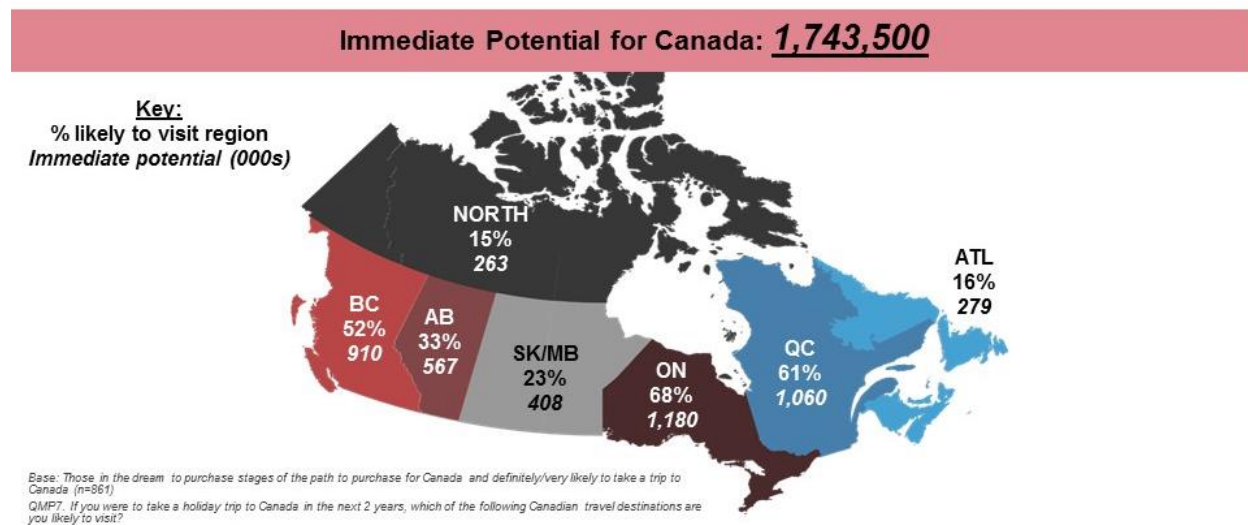 Immediate Potential for Canada: 1,743,500
Key:
% likely to visit region
Immediate potential (000s)
NORTH
15%
263
ATL
16%
279
BC
52%
910
AB
33%
567
SK/MB
23%
408
ON
68%
1,180
QC
61%
1,060
Base: Those in the dream to purchase stages of the path to purchase for Canada and definitely/very likely to take a trip to
Canada (n=861)
QMP7. If you were to take a holiday trip to Canada in the next 2 years, which of the following Canadian travel destinations are
you likely to visit?